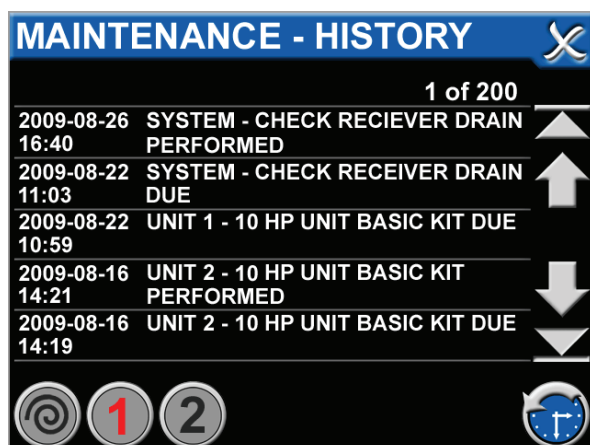 MAINTENANCE - HISTORY
1 of 200
2009-08-26 SYSTEM - CHECK RECIEVER DRAIN
16:40 PERFORMED
2009-08-22 SYSTEM - CHECK RECEIVER DRAIN
11:03 DUE
2009-08-22 UNIT 1 - 10 HP UNIT BASIC KIT DUE
10:59
2009-08-16 UNIT 2 - 10 HP UNIT BASIC KIT
14:21 PERFORMED
2009-08-16 UNIT 2 - 10 HP UNIT BASIC KIT DUE
14:19
1 2